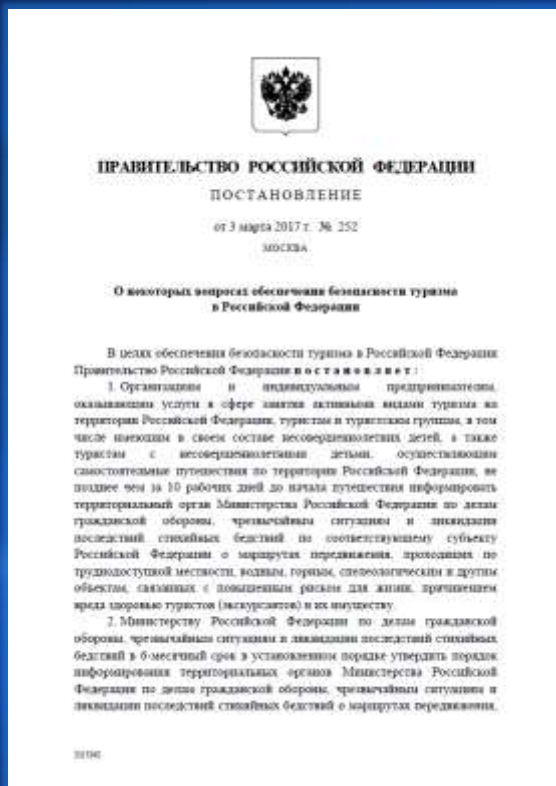 ПРАВИТЕЛЬСТВО РОССИЙСКОЙ ФЕДЕРАЦИИ
ПОСТАНОВЛЕНИЕ
от 3 марта 2017 г. № 252
МОСКВА
О некоторых вопросах обеспечения безопасности туризма
в Российской Федерации
В целях обеспечения безопасности туризма в Российской Федерации
Правительство Российской Федерации постановляет:
1. Организациям и индивидуальным предпринимателям,
оказывающим услуги в сфере занятия активными видами туризма на
территории Российской Федерации, туристам и туристским группам, в том
числе имеющим в своем составе несовершеннолетних детей, а также
туристам с несовершеннолетними детьми, осуществляющим
самостоятельные путешествия по территории Российской Федерации, не
позднее чем за 10 рабочих дней до начала путешествия информировать
территориальный орган Министерства Российской Федерации по делам
гражданской обороны, чрезвычайным ситуациям и ликвидации
последствий стихийных бедствий по соответствующему субъекту
Российской Федерации о маршрутах передвижения, проходящих по
труднодоступной местности, водным, горным, спелеологическим и другим
объектам, связанных с повышенным риском для жизни, причинением
вреда здоровью туристов (экскурсантов) и их имуществу.
2. Министерству Российской Федерации по делам гражданской
обороны, чрезвычайным ситуациям и ликвидации последствий стихийных
бедствий в 6-месячный срок в установленном порядке утвердить порядок
информирования территориальных органов Министерства Российской
Федерации по делам гражданской обороны, чрезвычайным ситуациям и
ликвидации последствий стихийных бедствий о маршрутах передвижения,